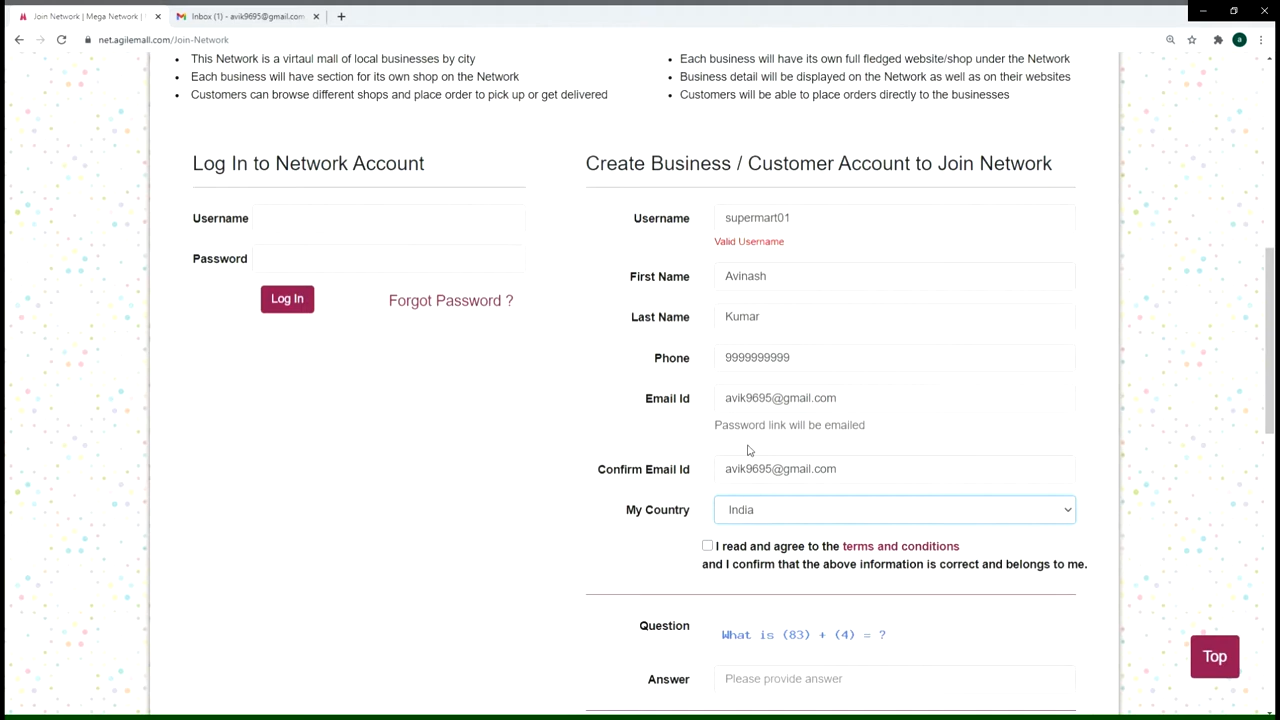 Join Network | Mega Network |
Inbox (1) - avik9695@gmail.com
net.agilemall.com/Join-Network
a
This Network is a virtaul mall of local businesses by city
Each business will have section for its own shop on the Network
Customers can browse different shops and place order to pick up or get delivered
Each business will have its own full fledged website/shop under the Network
Business detail will be displayed on the Network as well as on their websites
Customers will be able to place orders directly to the businesses
Log In to Network Account
Username
Password
Log In
Forgot Password ?
Create Business / Customer Account to Join Network
Username
supermart01
Valid Username
First Name
Avinash
Last Name
Kumar
Phone
9999999999
Email Id
avik9695@gmail.com
Password link will be emailed
Confirm Email Id
avik9695@gmail.com
My Country
India
I read and agree to the terms and conditions
and I confirm that the above information is correct and belongs to me.
Question
What is (83) + (4) = ?
Answer
Please provide answer
Top